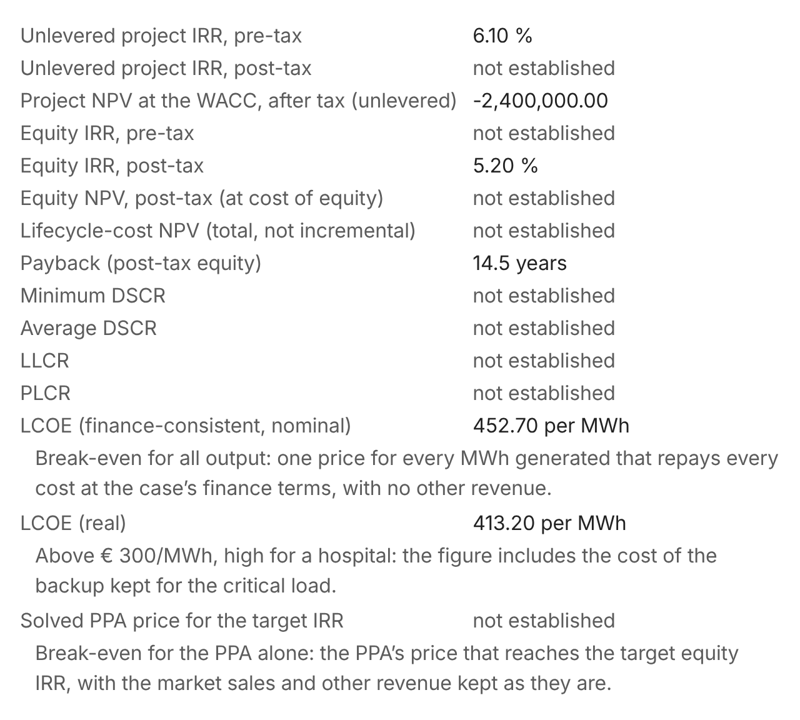 Unlevered project IRR, pre-tax 6.10 %
Unlevered project IRR, post-tax not established
Project NPV at the WACC, after tax (unlevered) -2,400,000.00
Equity IRR, pre-tax not established
Equity IRR, post-tax 5.20 %
Equity NPV, post-tax (at cost of equity) not established
Lifecycle-cost NPV (total, not incremental) not established
Payback (post-tax equity) 14.5 years
Minimum DSCR not established
Average DSCR not established
LLCR not established
PLCR not established
LCOE (finance-consistent, nominal) 452.70 per MWh
Break-even for all output: one price for every MWh generated that repays every
cost at the case’s finance terms, with no other revenue.
LCOE (real) 413.20 per MWh
Above € 300/MWh, high for a hospital: the figure includes the cost of the
backup kept for the critical load.
Solved PPA price for the target IRR not established
Break-even for the PPA alone: the PPA’s price that reaches the target equity
IRR, with the market sales and other revenue kept as they are.